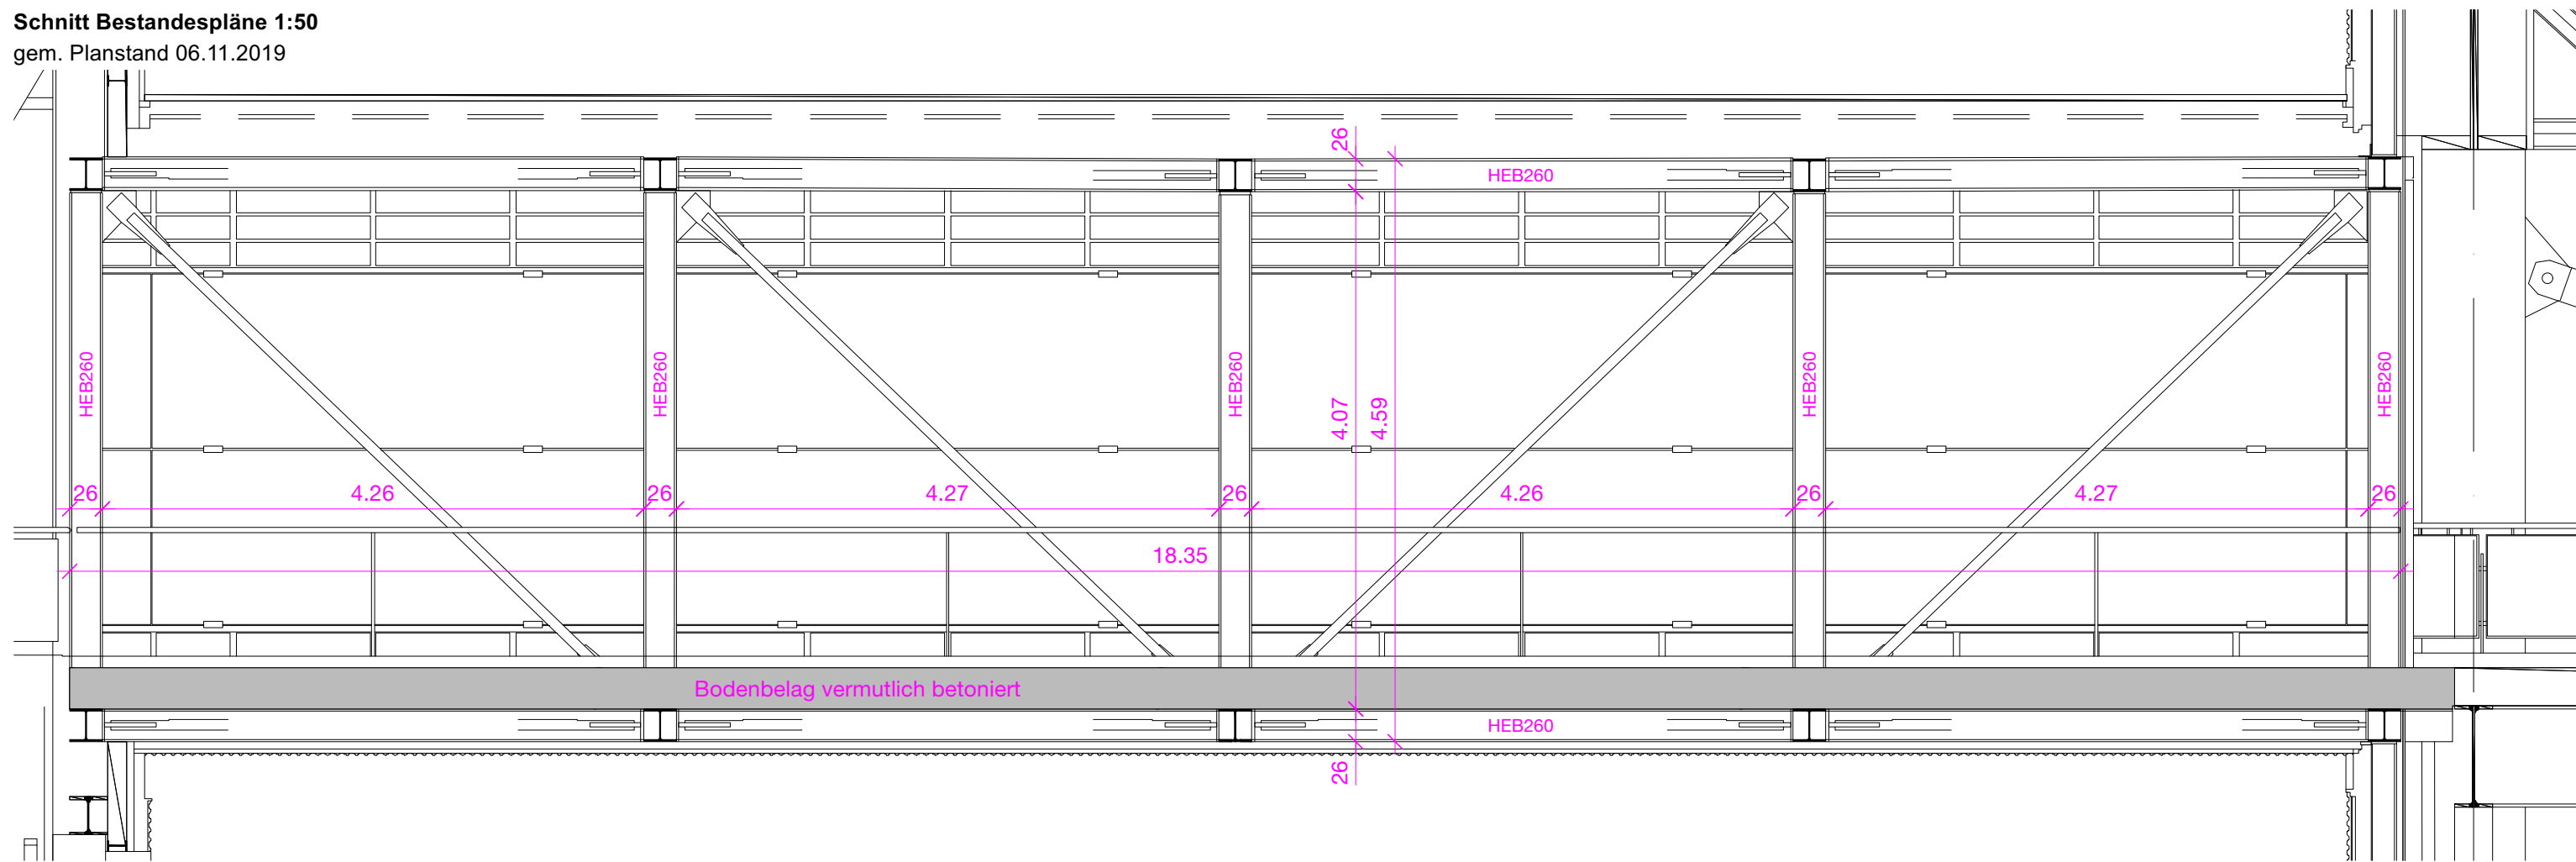 Schnitt Bestandespläne 1:50
gem. Planstand 06.11.2019
26
HEB260
HEB260
HEB260
HEB260
HEB260
HEB260
4.07
4.59
26
4.26
26
4.27
26
4.26
26
4.27
26
18.35
Bodenbelag vermutlich betoniert
HEB260
26